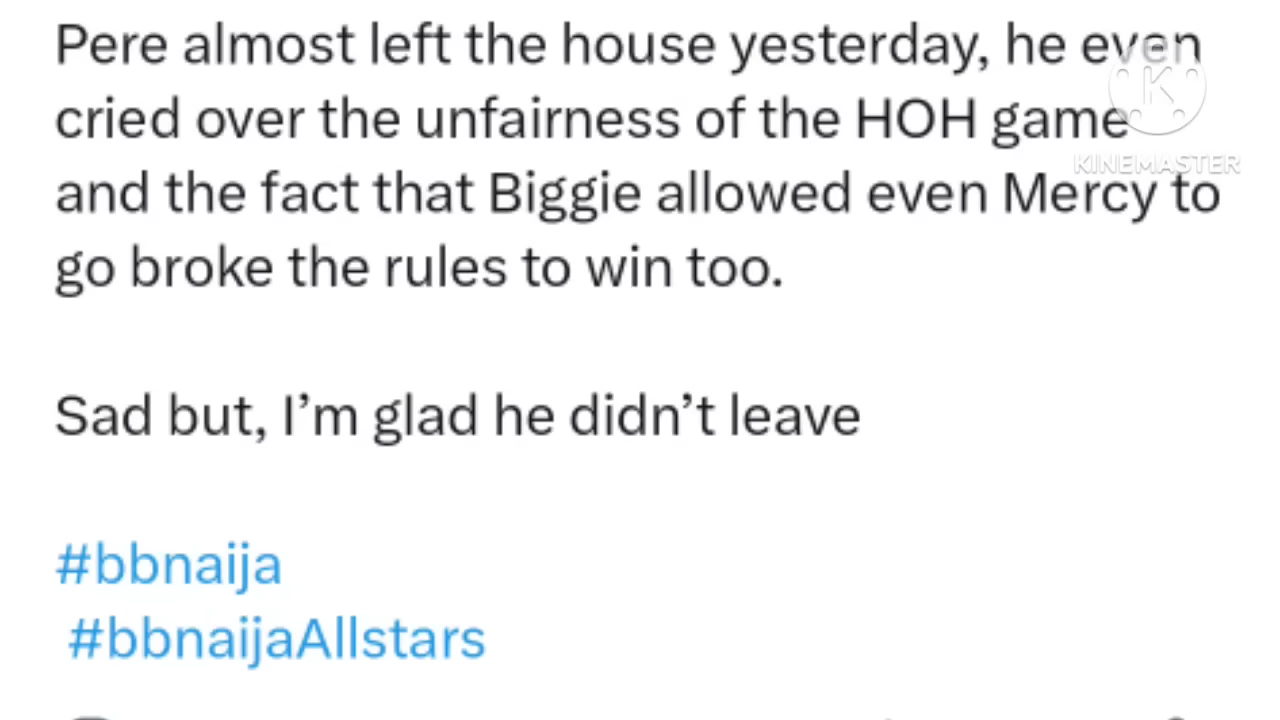 Pere almost left the house yesterday, he even
cried over the unfairness of the HOH game
and the fact that Biggie allowed even Mercy to
go broke the rules to win too.
Sad but, I’m glad he didn’t leave
#bbnaija
#bbnaijaAllstars
K
KINEMASTER